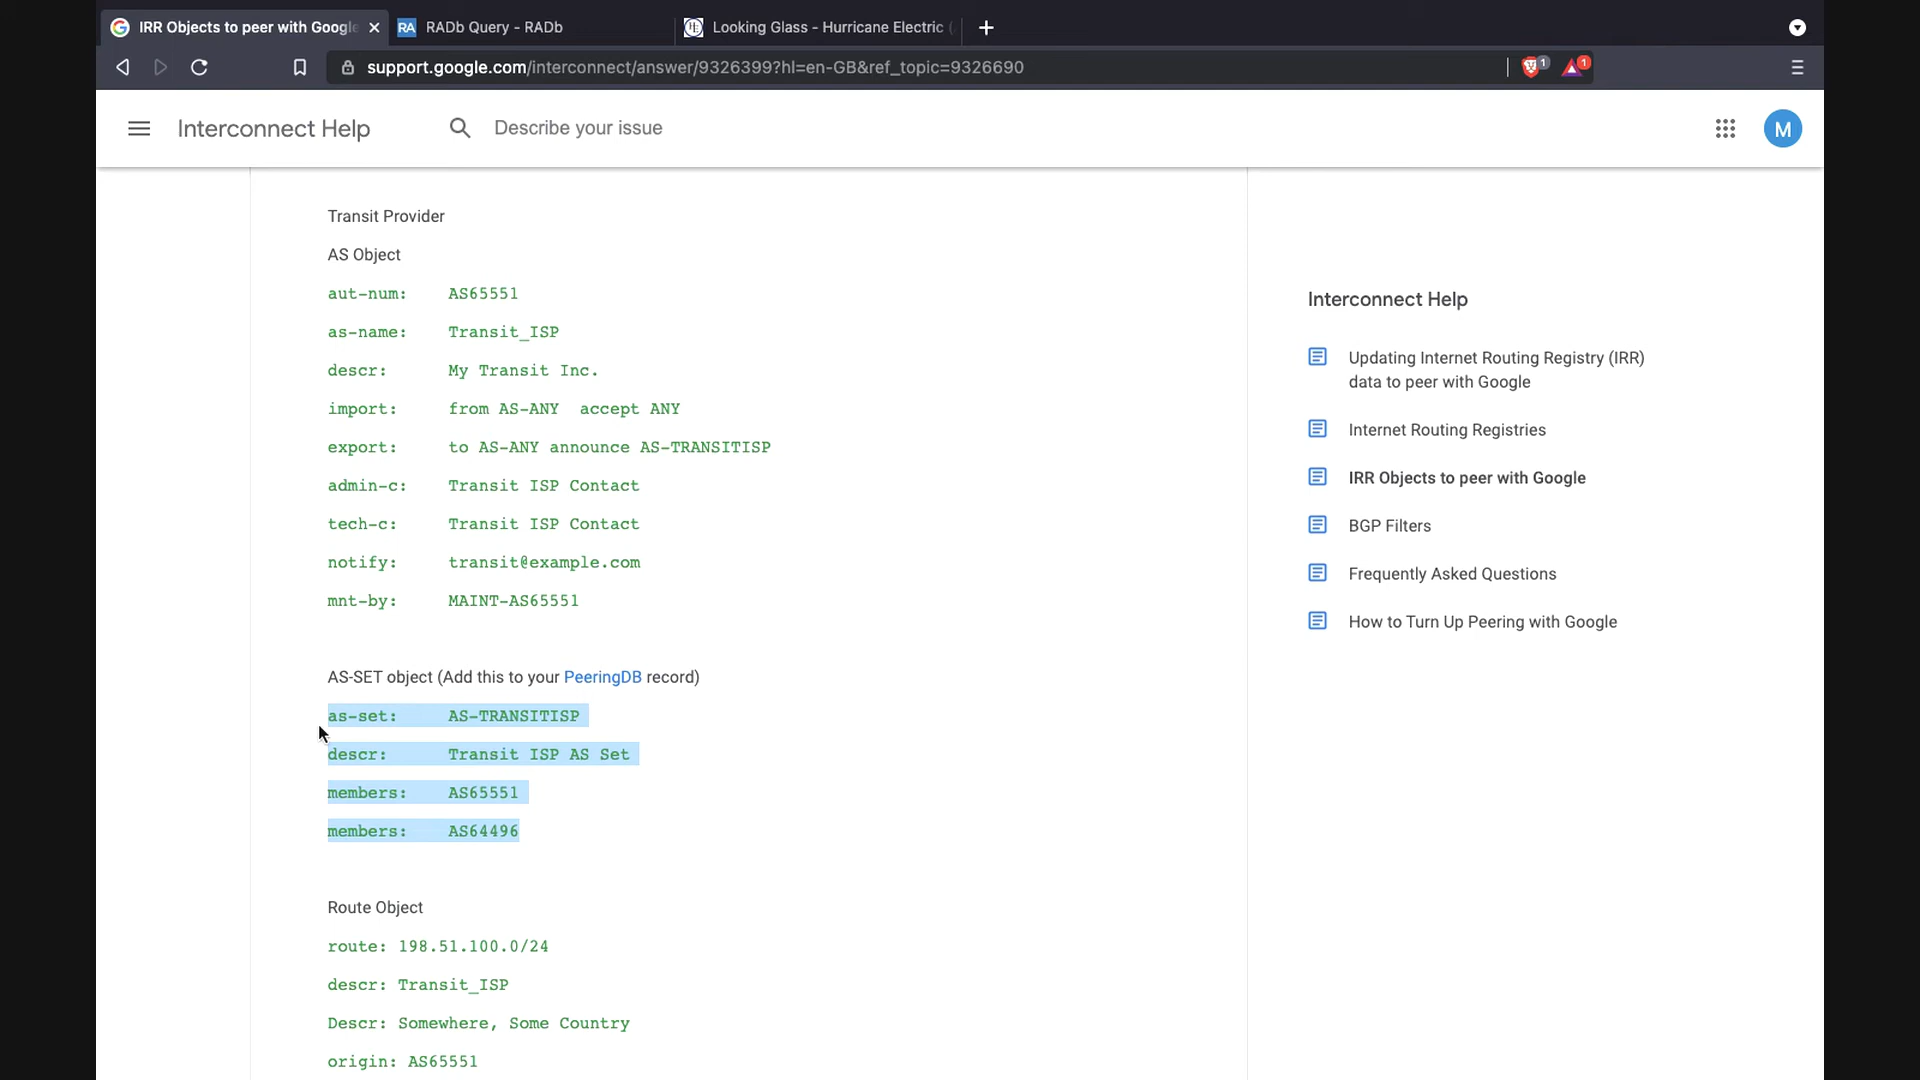 IRR Objects to peer with Google
RA RADb Query - RADb
HE Looking Glass - Hurricane Electric (
support.google.com/interconnect/answer/9326399?hl=en-GB&ref_topic=9326690
1
1
Interconnect Help
Describe your issue
M
Transit Provider
AS Object
aut-num: AS65551
as-name: Transit_ISP
descr: My Transit Inc.
import: from AS-ANY accept ANY
export: to AS-ANY announce AS-TRANSITISP
admin-c: Transit ISP Contact
tech-c: Transit ISP Contact
notify: transit@example.com
mnt-by: MAINT-AS65551
AS-SET object (Add this to your PeeringDB record)
as-set: AS-TRANSITISP
descr: Transit ISP AS Set
members: AS65551
members: AS64496
Route Object
route: 198.51.100.0/24
descr: Transit_ISP
Descr: Somewhere, Some Country
origin: AS65551
Interconnect Help
Updating Internet Routing Registry (IRR)
data to peer with Google
Internet Routing Registries
IRR Objects to peer with Google
BGP Filters
Frequently Asked Questions
How to Turn Up Peering with Google